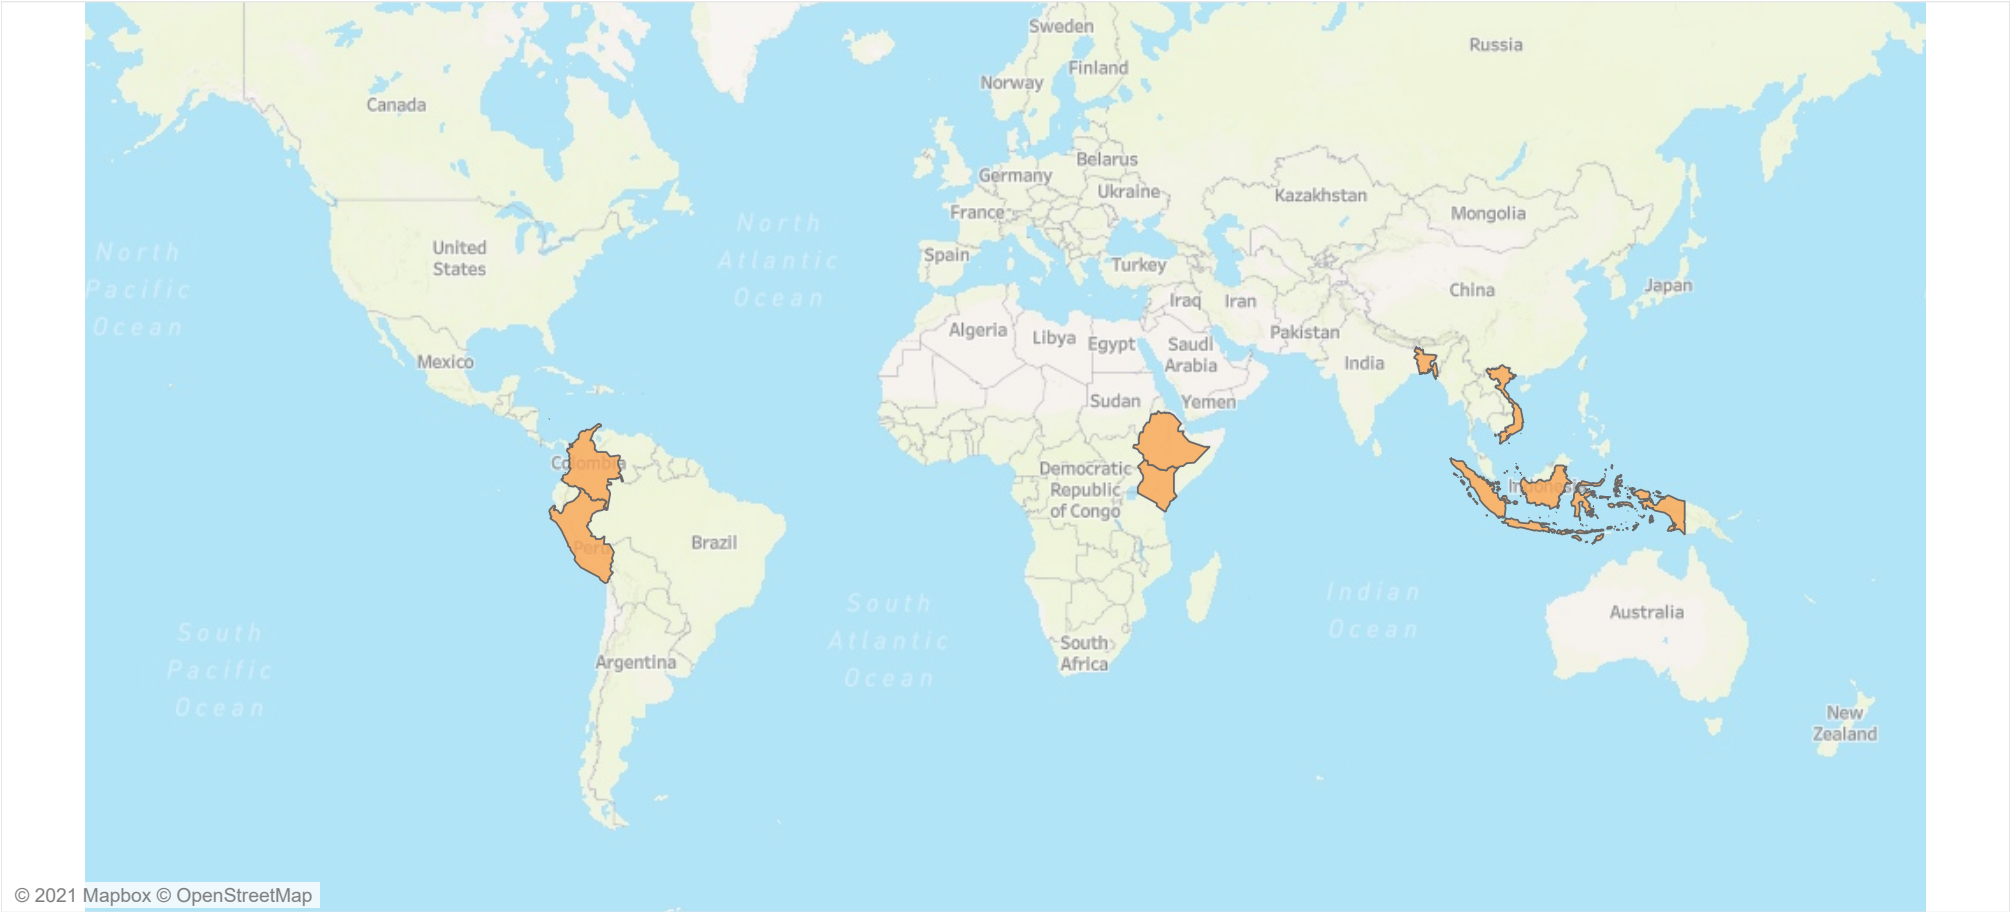 Sweden
Russia
Finland
Norway
Canada
Belarus
Germany
Ukraine
Kazakhstan
France
Mongolia
North
Atlantic
Ocean
North
Pacific
Ocean
United
States
Spain
Turkey
China
Japan
Iraq
Iran
Algeria
Libya
Egypt
Pakistan
Saudi
Arabia
India
Mexico
Sudan
Yemen
Colombia
Democratic
Republic
of Congo
Indonesia
Brazil
Peru
South
Atlantic
Ocean
Indian
Ocean
Australia
South
Pacific
Ocean
South
Africa
Argentina
New
Zealand
© 2021 Mapbox © OpenStreetMap